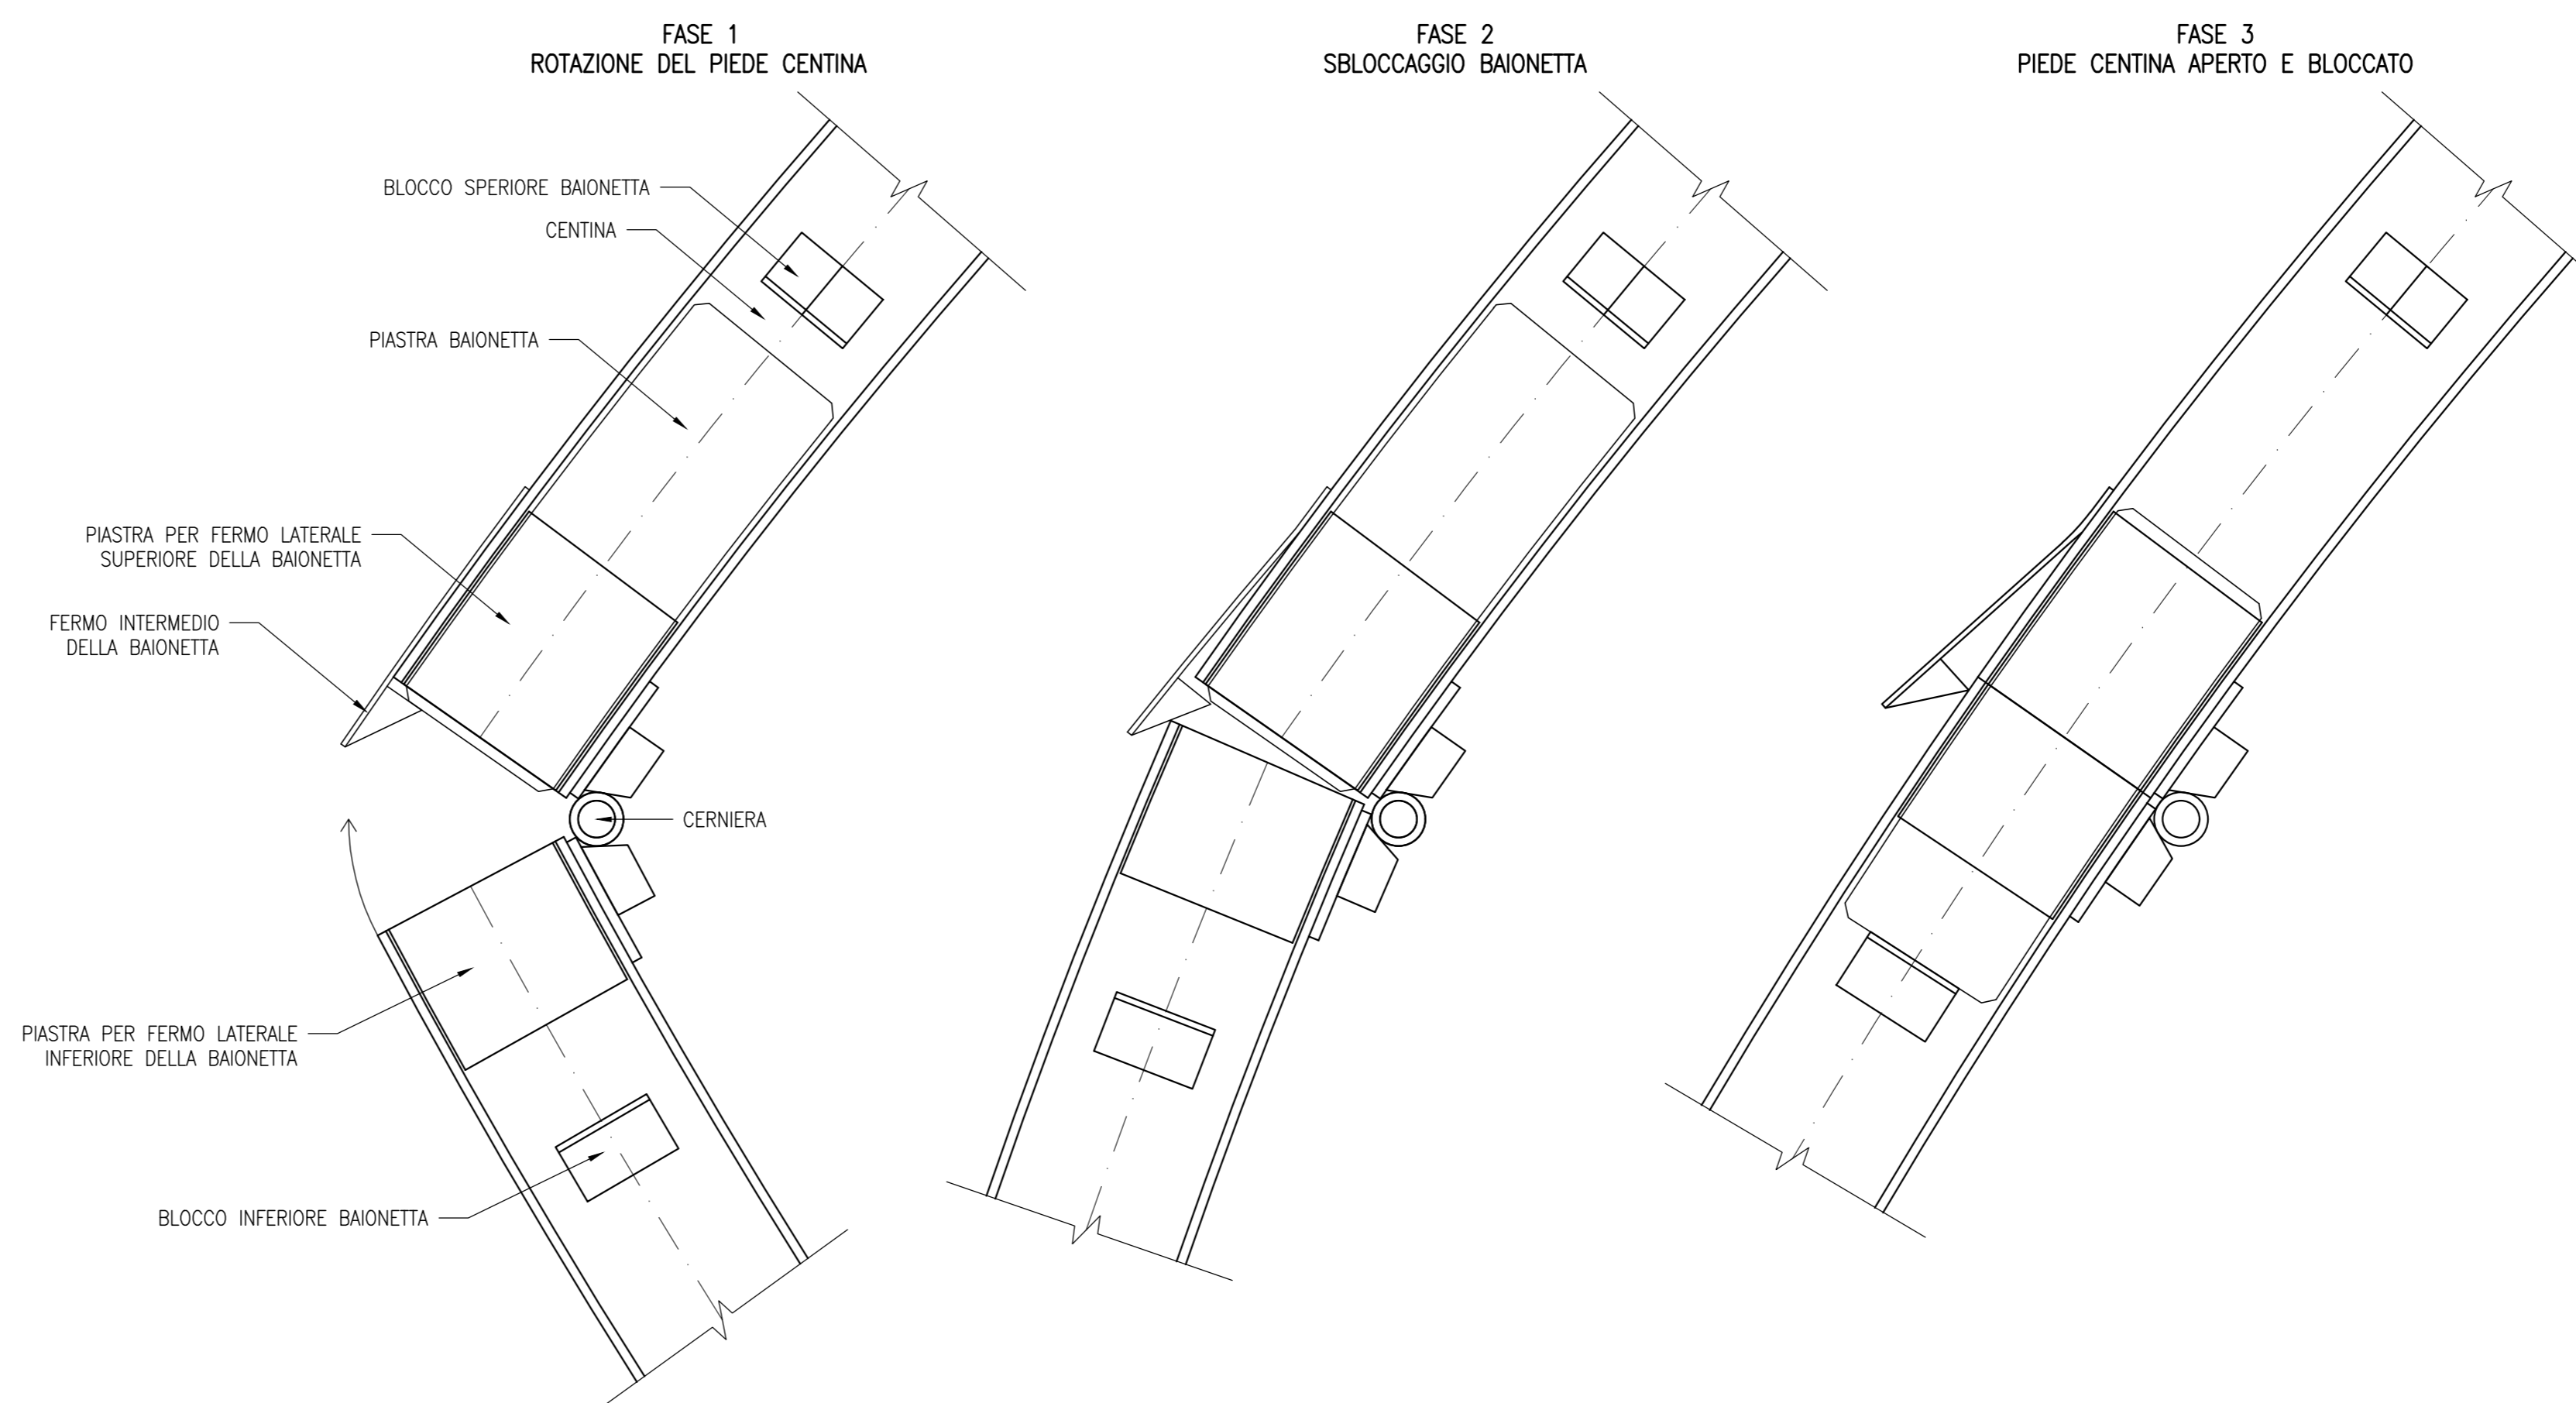 FASE 1
ROTAZIONE DEL PIEDE CENTINA
FASE 2
SBLOCCAGGIO BAIONETTA
FASE 3
PIEDE CENTINA APERTO E BLOCCATO
BLOCCO SPERIORE BAIONETTA
CENTINA
PIASTRA BAIONETTA
PIASTRA PER FERMO LATERALE
SUPERIORE DELLA BAIONETTA
FERMO INTERMEDIO
DELLA BAIONETTA
CERNIERA
PIASTRA PER FERMO LATERALE
INFERIORE DELLA BAIONETTA
BLOCCO INFERIORE BAIONETTA